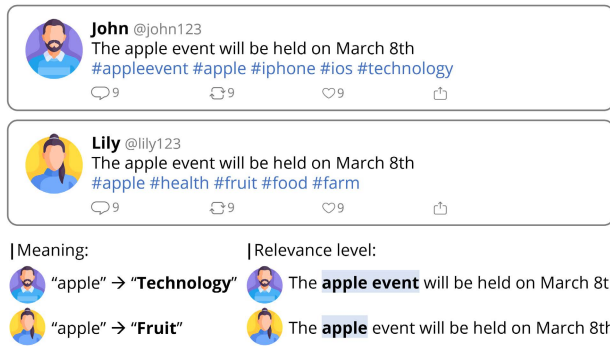 John @john123
The apple event will be held on March 8th
#appleevent #apple #iphone #ios #technology
9 9 9
Lily @lily123
The apple event will be held on March 8th
#apple #health #fruit #food #farm
9 9 9
|Meaning: |Relevance level:
“apple” → “Technology” The apple event will be held on March 8t
“apple” → “Fruit” The apple event will be held on March 8th